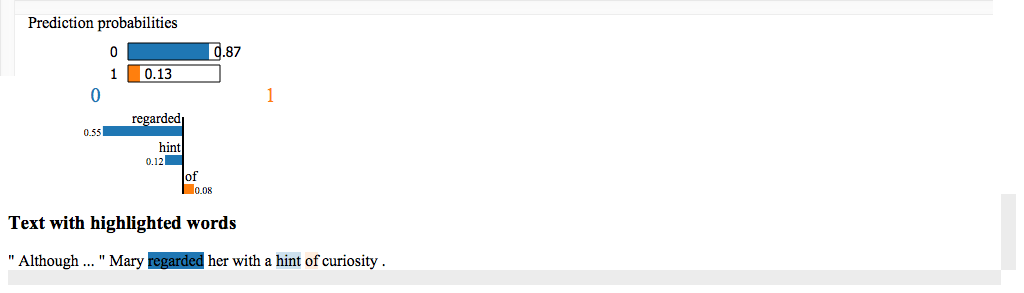 Prediction probabilities
0 0.87
1 0.13
0 1
regarded
0.55
hint
0.12
of
0.08
Text with highlighted words
" Although ... " Mary regarded her with a hint of curiosity .